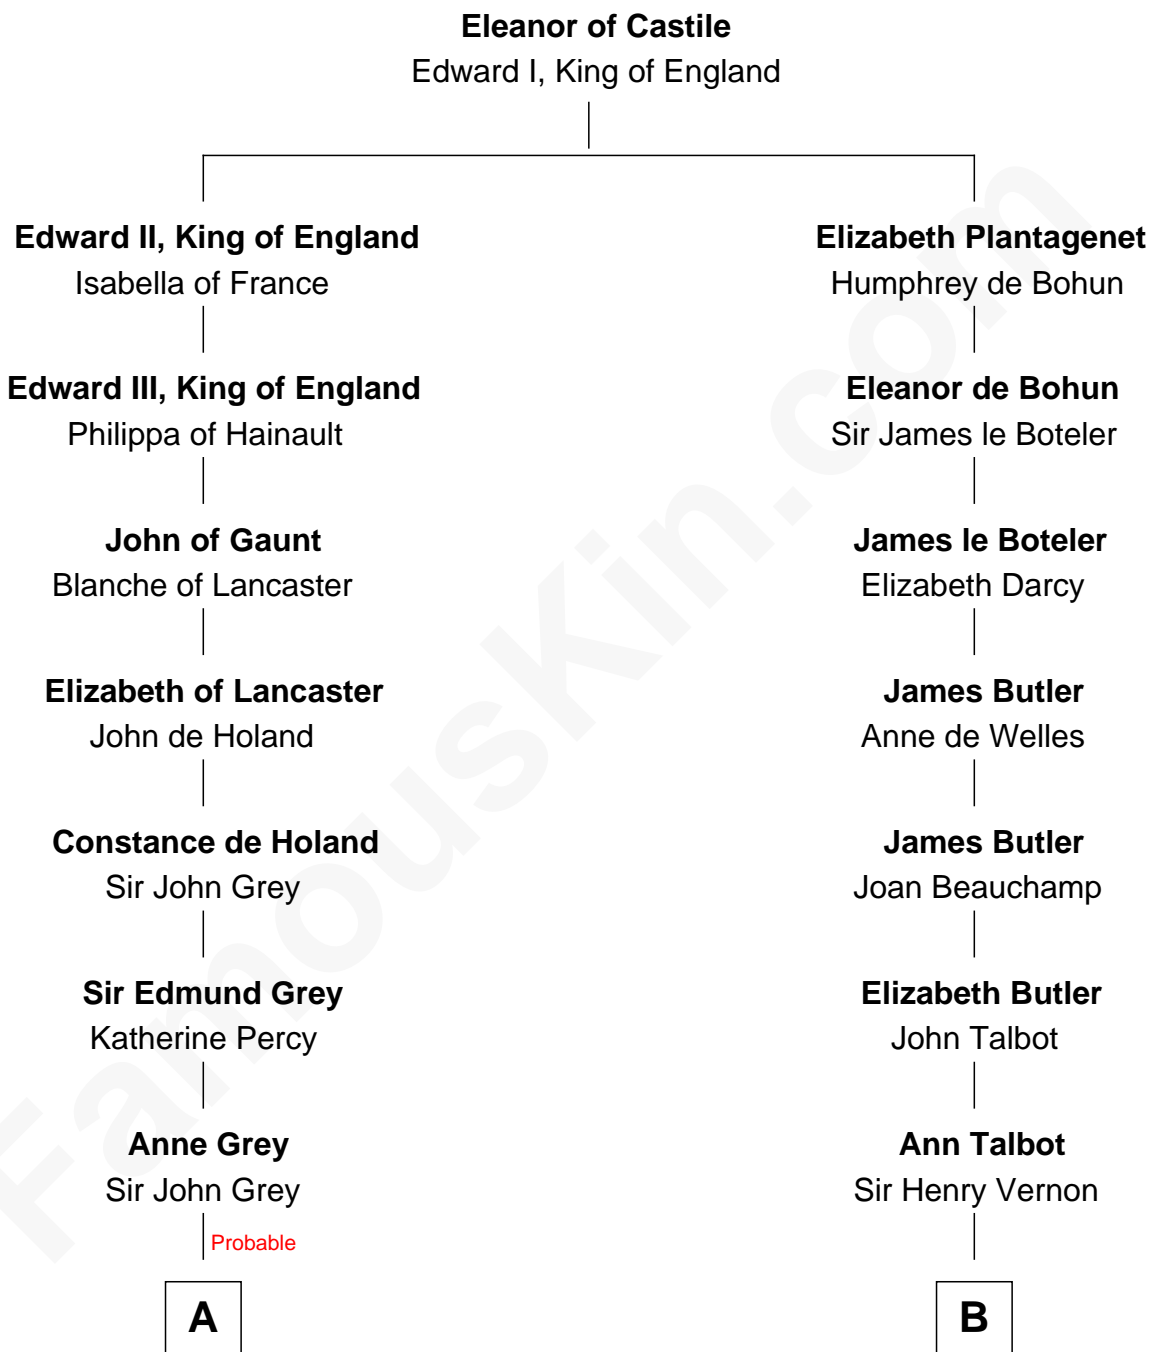 Eleanor of Castile
Edward I, King of England
Edward II, King of England
Isabella of France
Edward III, King of England
Philippa of Hainault
John of Gaunt
Blanche of Lancaster
Elizabeth of Lancaster
John de Holand
Constance de Holand
Sir John Grey
Sir Edmund Grey
Katherine Percy
Anne Grey
Sir John Grey
Probable
A
Elizabeth Plantagenet
Humphrey de Bohun
Eleanor de Bohun
Sir James le Boteler
James le Boteler
Elizabeth Darcy
James Butler
Anne de Welles
James Butler
Joan Beauchamp
Elizabeth Butler
John Talbot
Ann Talbot
Sir Henry Vernon
B
FamousKin.com